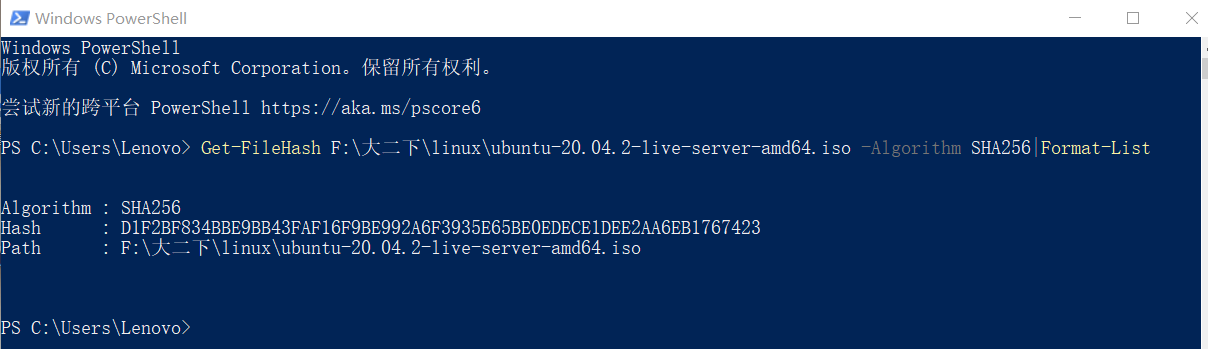 Windows PowerShell
Windows PowerShell
版权所有 (C) Microsoft Corporation。保留所有权利。
尝试新的跨平台 PowerShell https://aka.ms/pscore6
PS C:\Users\Lenovo> Get-FileHash F:\大二下\linux\ubuntu-20.04.2-live-server-amd64.iso -Algorithm SHA256|Format-List
Algorithm : SHA256
Hash      : D1F2BF834BBE9BB43FAF16F9BE992A6F3935E65BE0EDECE1DEE2AA6EB1767423
Path      : F:\大二下\linux\ubuntu-20.04.2-live-server-amd64.iso
PS C:\Users\Lenovo>